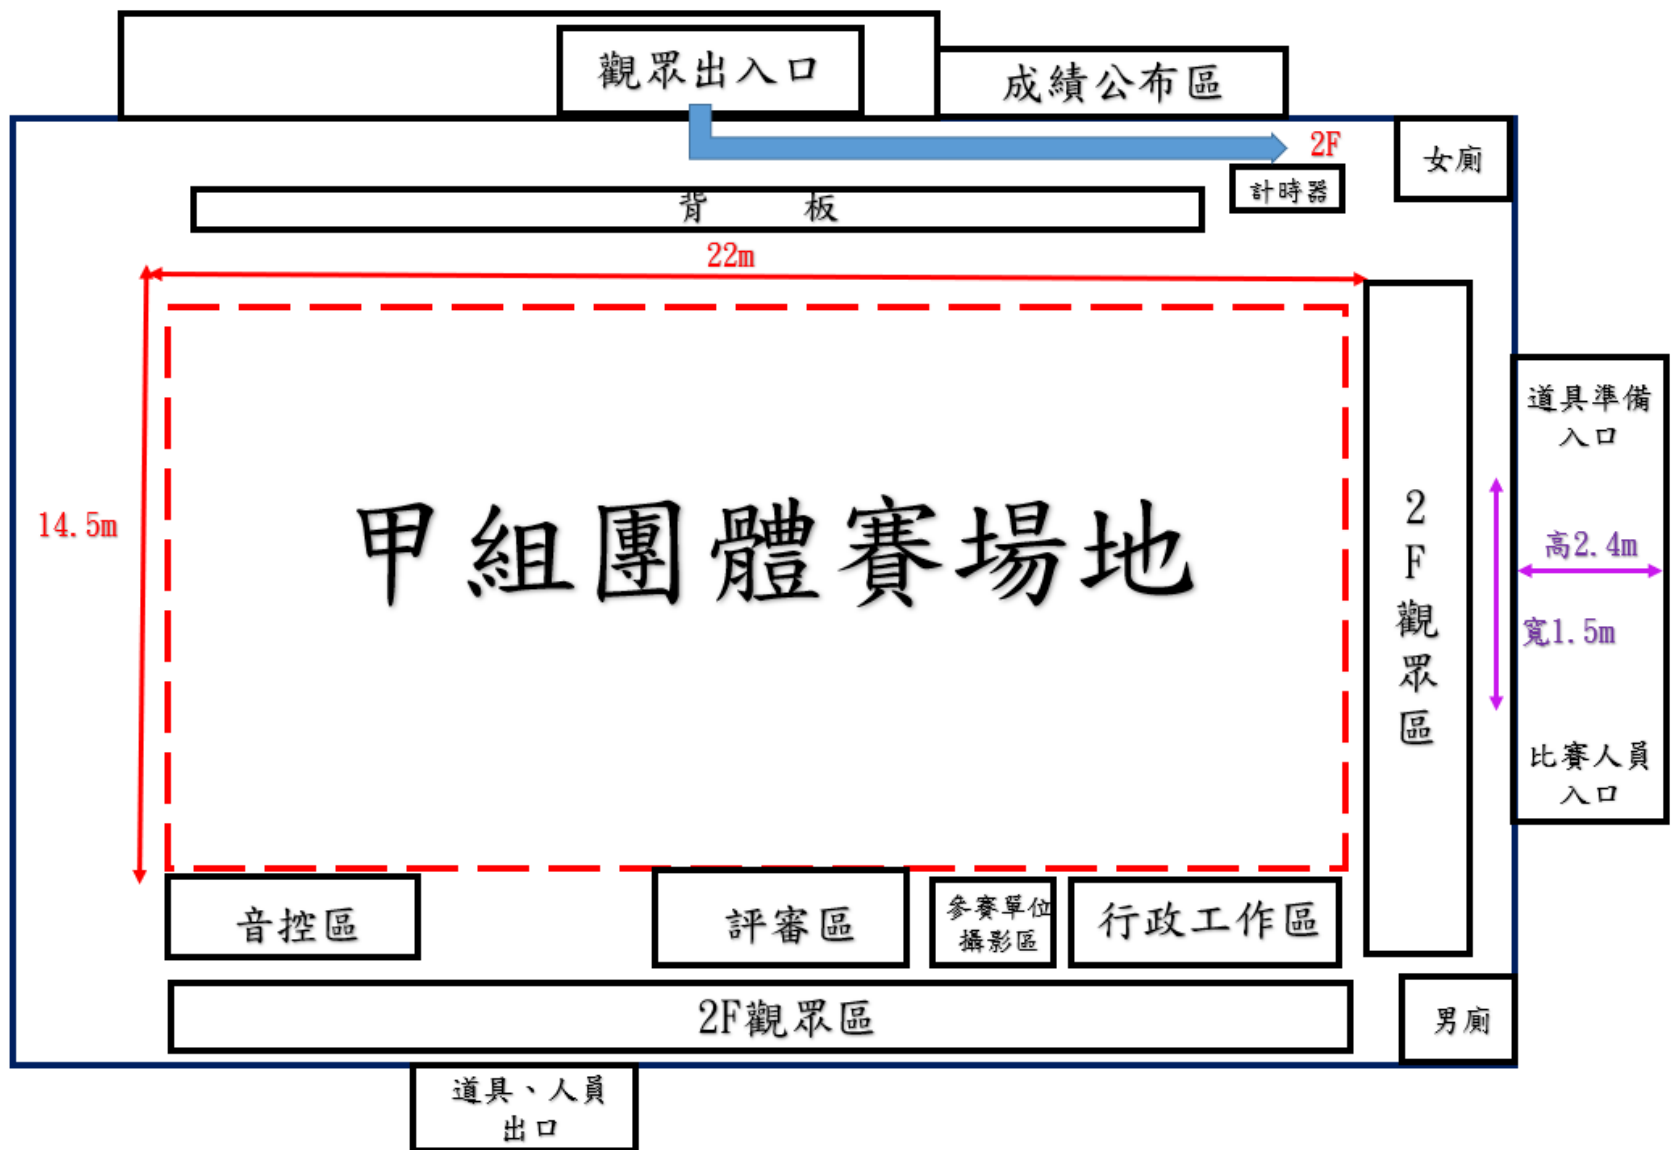 觀眾出入口
成績公布區
2F
女廁
計時器
背 板
22m
14.5m
甲組團體賽場地
2F觀眾區
道具準備
入口
高2.4m
寬1.5m
比賽人員
入口
音控區
評審區
參賽單位
攝影區
行政工作區
2F觀眾區
男廁
道具、人員
出口